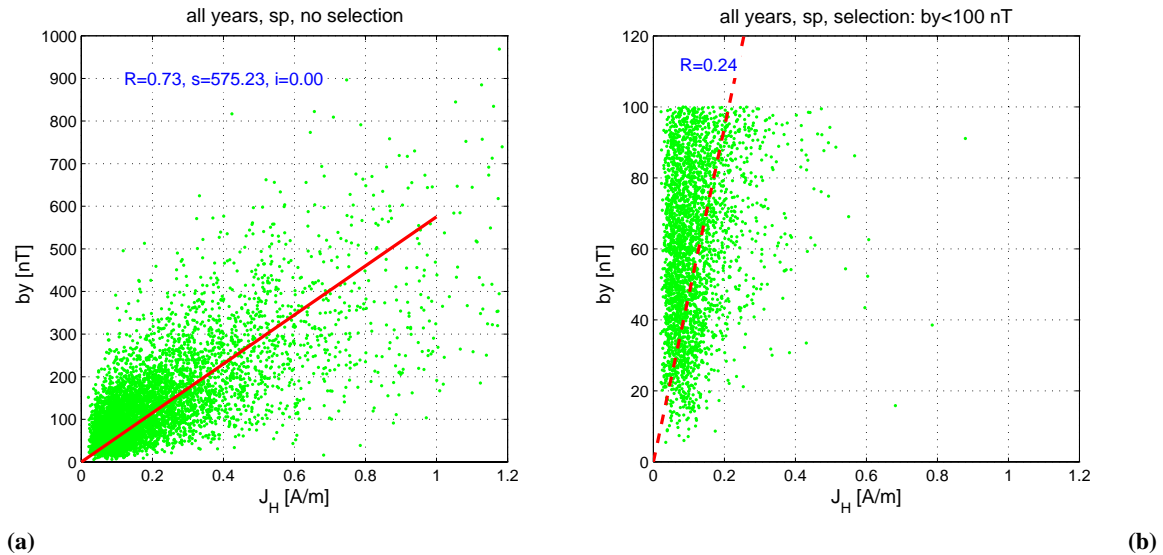 all years, sp, no selection
R=0.73, s=575.23, i=0.00
1000
900
800
700
600
500
400
300
200
100
0
by [nT]
0 0.2 0.4 0.6 0.8 1 1.2
J_H [A/m]
(a)
all years, sp, selection: by<100 nT
R=0.24
120
100
80
60
40
20
0
by [nT]
0 0.2 0.4 0.6 0.8 1 1.2
J_H [A/m]
(b)